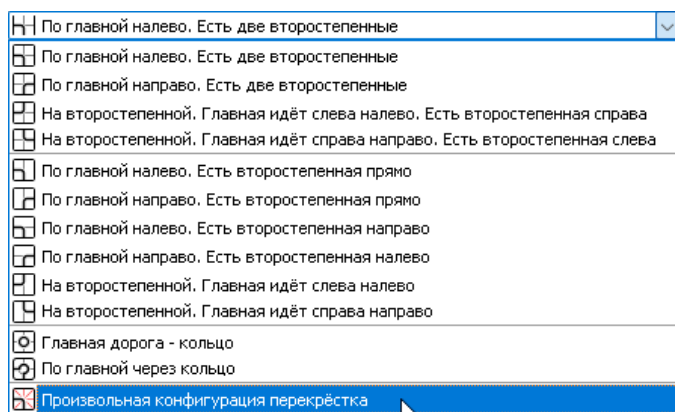 По главной налево. Есть две второстепенные
По главной налево. Есть две второстепенные
По главной направо. Есть две второстепенные
На второстепенной. Главная идёт слева налево. Есть второстепенная справа
На второстепенной. Главная идёт справа направо. Есть второстепенная слева
По главной налево. Есть второстепенная прямо
По главной направо. Есть второстепенная прямо
По главной налево. Есть второстепенная направо
По главной направо. Есть второстепенная налево
На второстепенной. Главная идёт слева налево
На второстепенной. Главная идёт справа направо
Главная дорога - кольцо
По главной через кольцо
Произвольная конфигурация перекрёстка